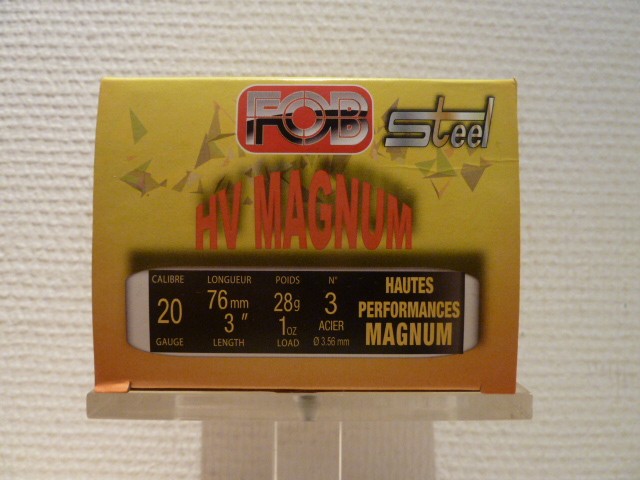 FOB Steel
HV MAGNUM
CALIBRE LONGUEUR POIDS N°
20 76mm 28g 3
3" 1oz ACIER
GAUGE LENGTH LOAD Ø 3.56 mm
HAUTES
PERFORMANCES
MAGNUM